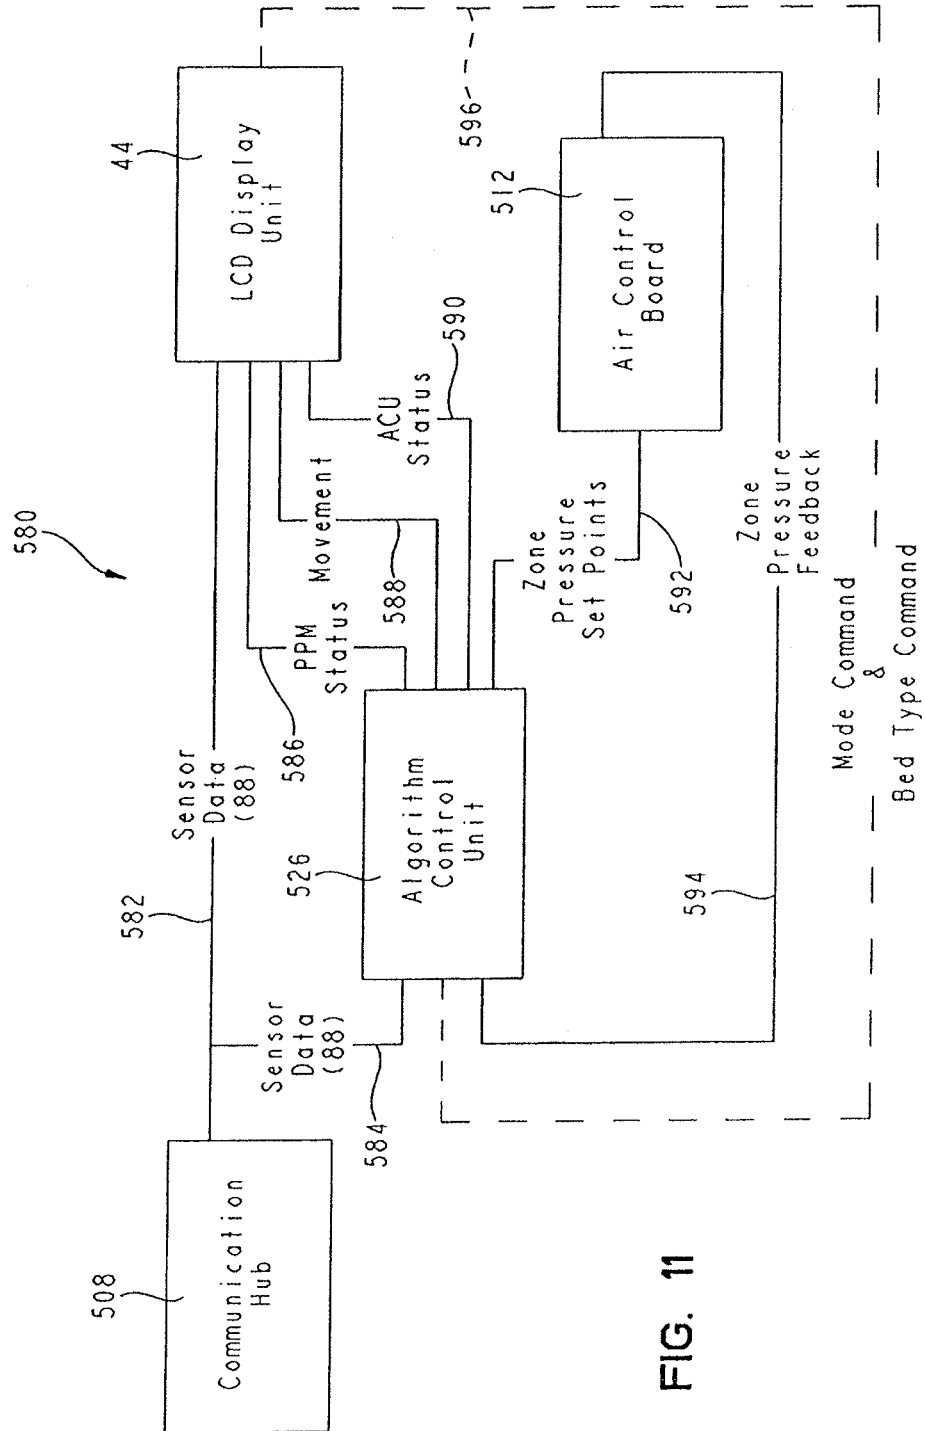 580
508
Communication
Hub
582
Sensor
Data
(88)
44
LCD Display
Unit
584
Sensor
Data
(88)
586
PPM
Status
588
Movement
590
ACU
Status
526
Algorithm
Control
Unit
592
Zone
Pressure
Set Points
512
Air Control
Board
596
594
Zone
Pressure
Feedback
Mode Command
&
Bed Type Command
FIG. 11